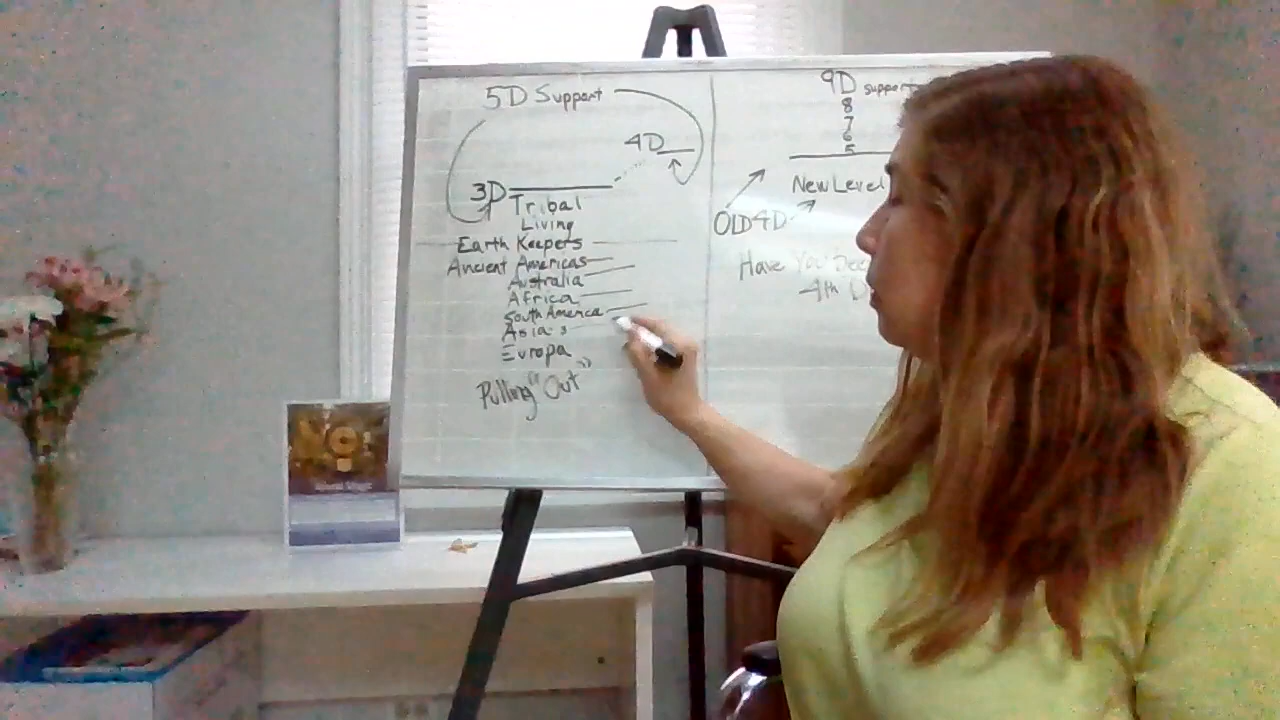 5D Support
4D
3D
Tribal
Living
Earth Keepers
Ancient Americas
Australia
Africa
South America
Asia
Europa
Pulling "Out"
9D support
8
7
6
5
New Level
OLD 4D
Have You
4th D
NO!